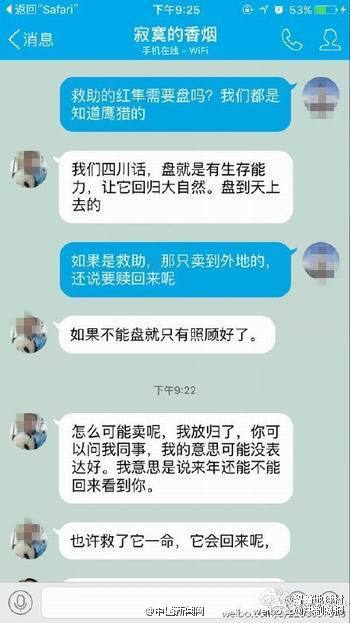 返回“Safari”
下午9:25
53%
消息
寂寞的香烟
手机在线 - WiFi
救助的红隼需要盘吗？我们都是
知道鹰猎的
我们四川话，盘就是有生存能
力，让它回归大自然。盘到天上
去的
如果是救助，那只卖到外地的，
还说要赎回来呢
如果不能盘就只有照顾好了。
下午9:22
怎么可能卖呢，我放归了，你可
以问我同事，我的意思可能没表
达好。我意思是说来年还能不能
回来看到你。
也许救了它一命，它会回来呢，
@中国新闻网